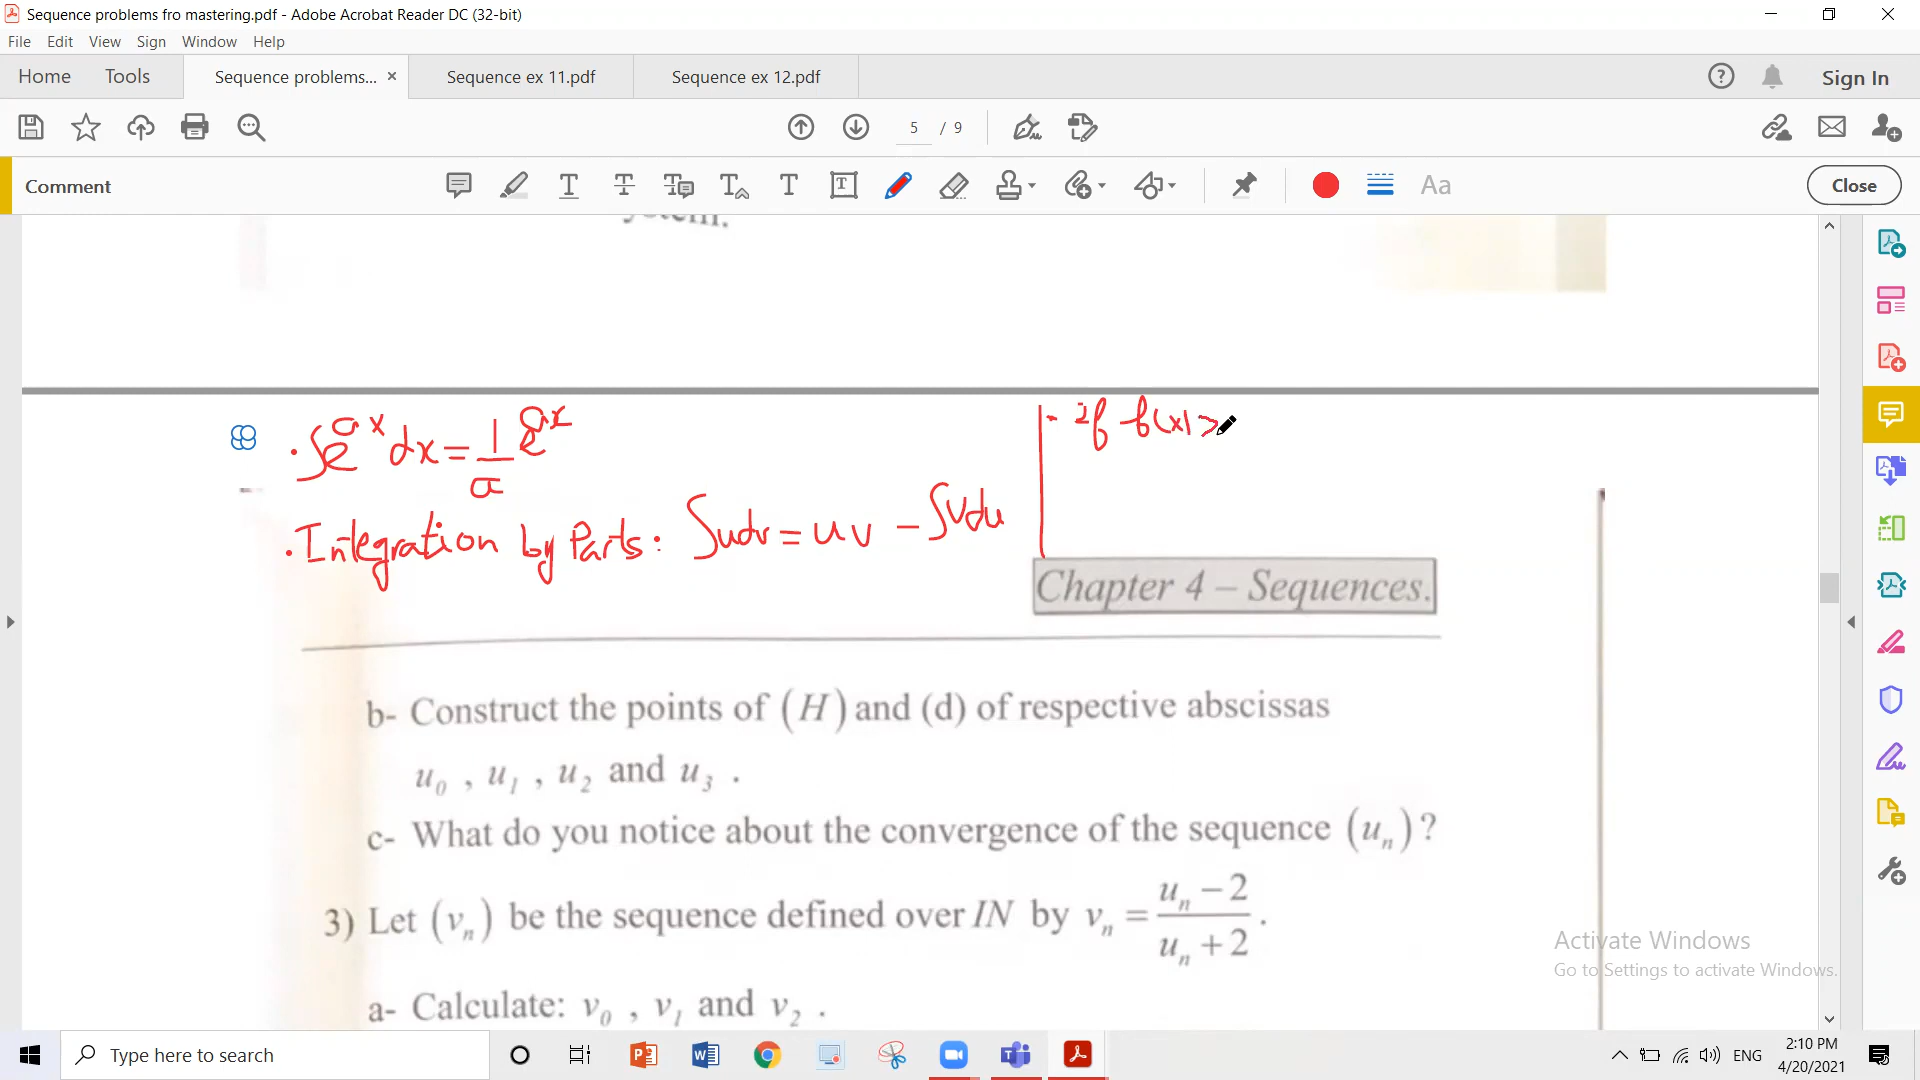 Sequence problems fro mastering.pdf - Adobe Acrobat Reader DC (32-bit)
File Edit View Sign Window Help
Home Tools Sequence problems... × Sequence ex 11.pdf Sequence ex 12.pdf Sign In
5 / 9
Comment Aa Close
ystem.
• ∫e^{ax} dx = \frac{1}{a} e^{ax}
- if f(x) >
• Integration by Parts: ∫udv = uv - ∫vdu
Chapter 4 – Sequences.
b- Construct the points of (H) and (d) of respective abscissas
u_0 , u_1 , u_2 and u_3 .
c- What do you notice about the convergence of the sequence (u_n) ?
3) Let (v_n) be the sequence defined over IN by v_n = \frac{u_n - 2}{u_n + 2} .
a- Calculate: v_0 , v_1 and v_2 .
Activate Windows
Go to Settings to activate Windows.
Type here to search
ENG
2:10 PM
4/20/2021